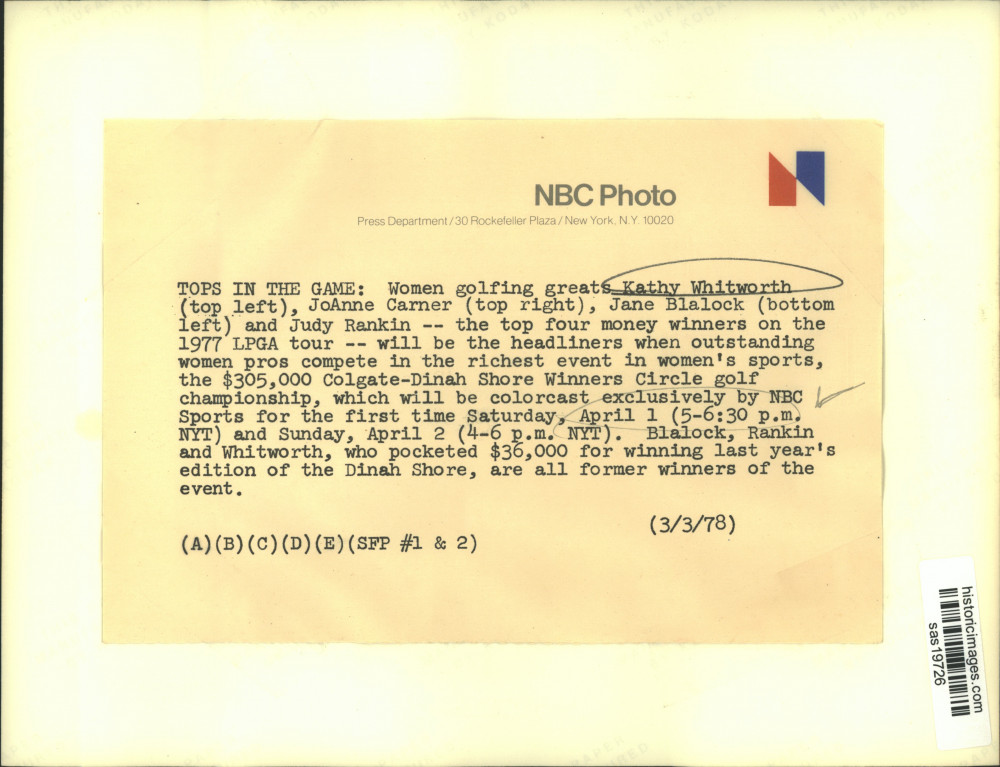 NBC Photo
Press Department/30 Rockefeller Plaza/New York, N.Y. 10020
TOPS IN THE GAME: Women golfing greats Kathy Whitworth
(top left), JoAnne Carner (top right), Jane Blalock (bottom
left) and Judy Rankin -- the top four money winners on the
1977 LPGA tour -- will be the headliners when outstanding
women pros compete in the richest event in women's sports,
the $305,000 Colgate-Dinah Shore Winners Circle golf
championship, which will be colorcast exclusively by NBC
Sports for the first time Saturday, April 1 (5-6:30 p.m.
NYT) and Sunday, April 2 (4-6 p.m. NYT). Blalock, Rankin
and Whitworth, who pocketed $36,000 for winning last year's
edition of the Dinah Shore, are all former winners of the
event.
(3/3/78)
(A)(B)(C)(D)(E)(SFP #1 & 2)
historicimages.com
sas19726